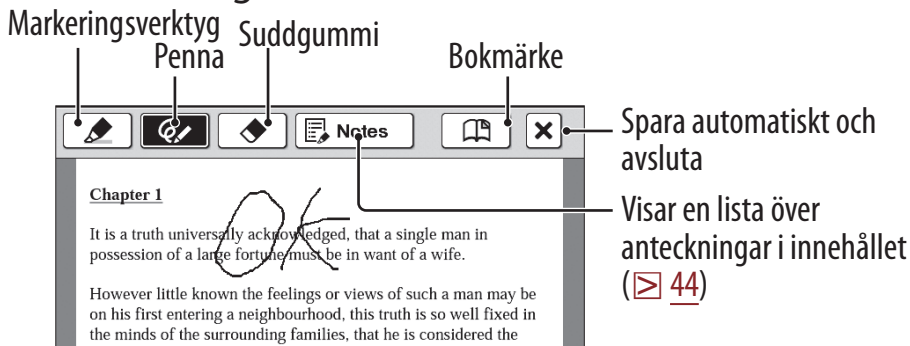 Markeringsverktyg
Penna
Suddgummi
Bokmärke
Notes
Spara automatiskt och
avsluta
Visar en lista över
anteckningar i innehållet
(44)
Chapter 1
OK
It is a truth universally acknowledged, that a single man in
possession of a large fortune must be in want of a wife.
However little known the feelings or views of such a man may be
on his first entering a neighbourhood, this truth is so well fixed in
the minds of the surrounding families, that he is considered the